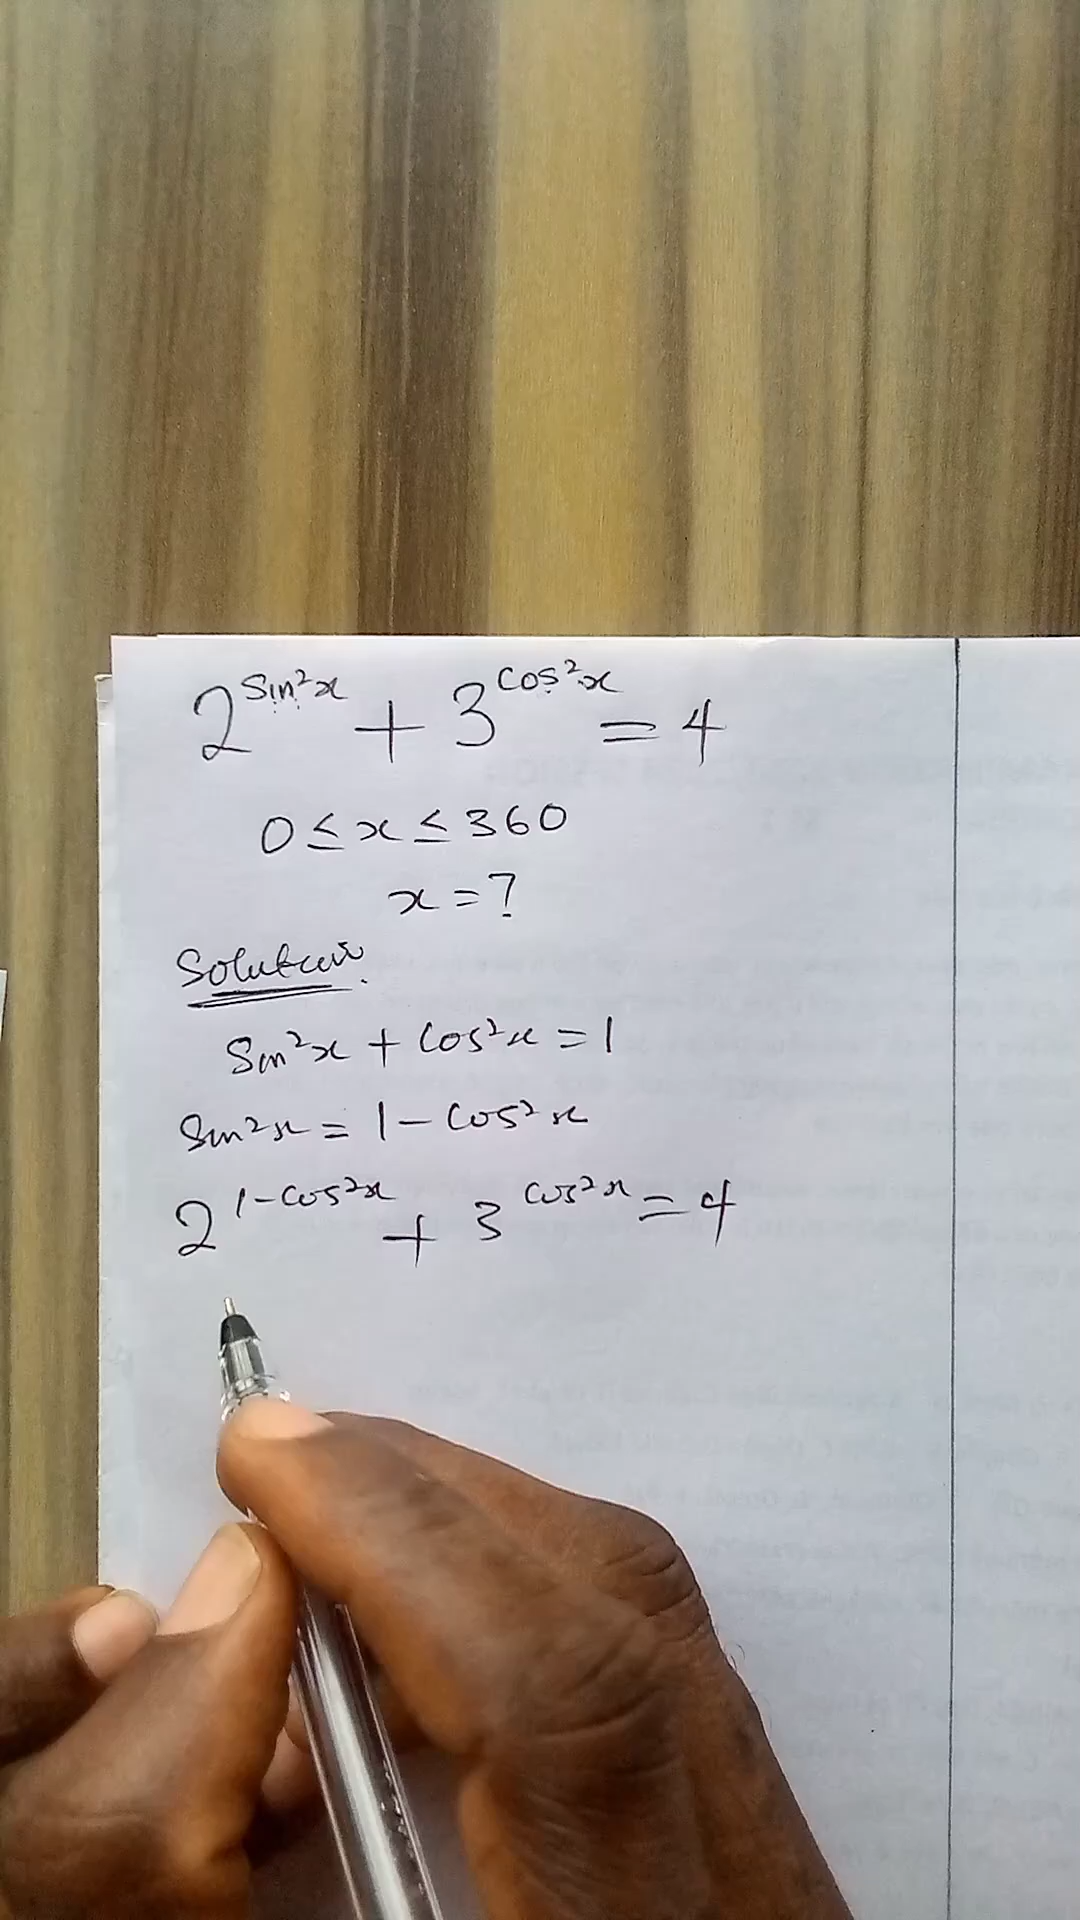 2^{sin²x} + 3^{cos²x} = 4
0 ≤ x ≤ 360
x = ?
Solution.
Sin²x + Cos²x = 1
Sin²x = 1 - Cos²x
2^{1-cos²x} + 3^{cos²x} = 4